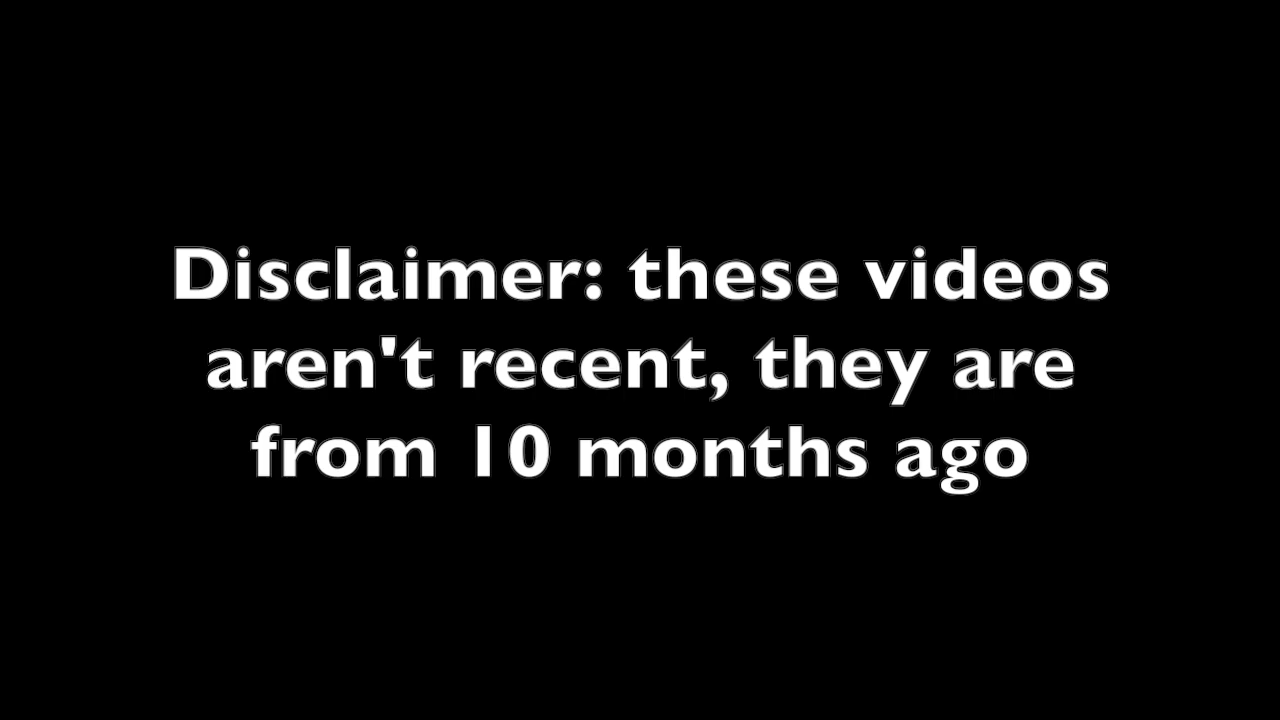 Disclaimer: these videos
aren't recent, they are
from 10 months ago